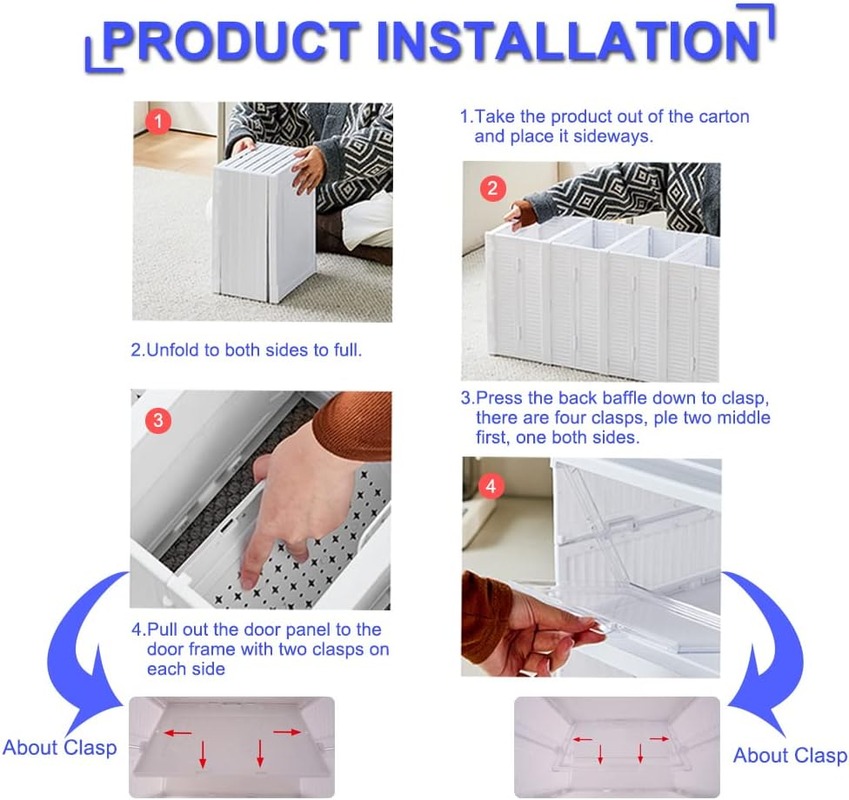 PRODUCT INSTALLATION
1
1.Take the product out of the carton
and place it sideways.
2
2.Unfold to both sides to full.
3
3.Press the back baffle down to clasp,
there are four clasps, ple two middle
first, one both sides.
4
4.Pull out the door panel to the
door frame with two clasps on
each side
About Clasp
About Clasp